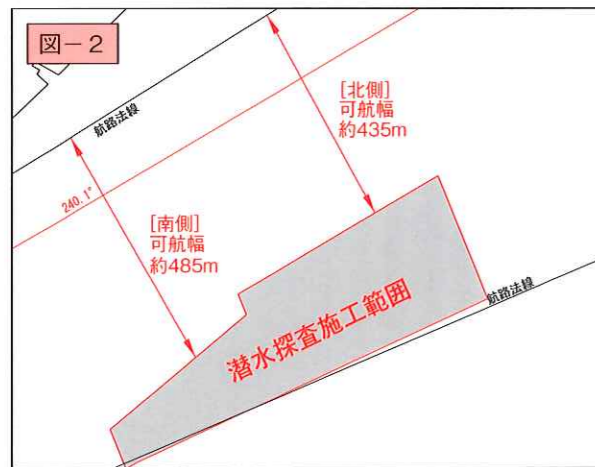 図－2
航路法線
[北側]
可航幅
約435m
240.1°
[南側]
可航幅
約485m
潜水探査施工範囲
航路法線